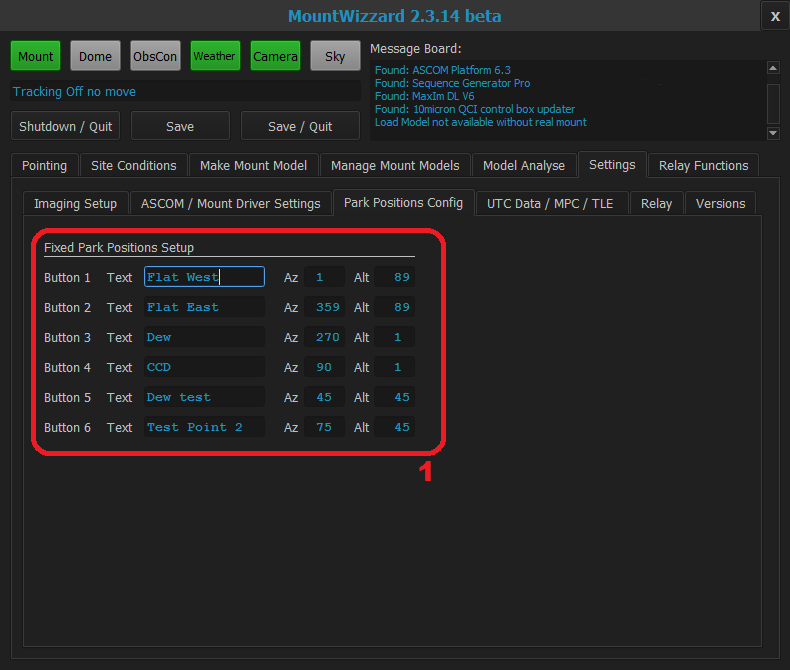 MountWizzard 2.3.14 beta
X
Mount Dome ObsCon Weather Camera Sky
Message Board:
Found: ASCOM Platform 6.3
Found: Sequence Generator Pro
Found: MaxIm DL V6
Found: 10micron QCI control box updater
Load Model not available without real mount
Tracking Off no move
Shutdown / Quit Save Save / Quit
Pointing Site Conditions Make Mount Model Manage Mount Models Model Analyse Settings Relay Functions
Imaging Setup ASCOM / Mount Driver Settings Park Positions Config UTC Data / MPC / TLE Relay Versions
Fixed Park Positions Setup
Button 1 Text Flat West Az 1 Alt 89
Button 2 Text Flat East Az 359 Alt 89
Button 3 Text Dew Az 270 Alt 1
Button 4 Text CCD Az 90 Alt 1
Button 5 Text Dew test Az 45 Alt 45
Button 6 Text Test Point 2 Az 75 Alt 45
1